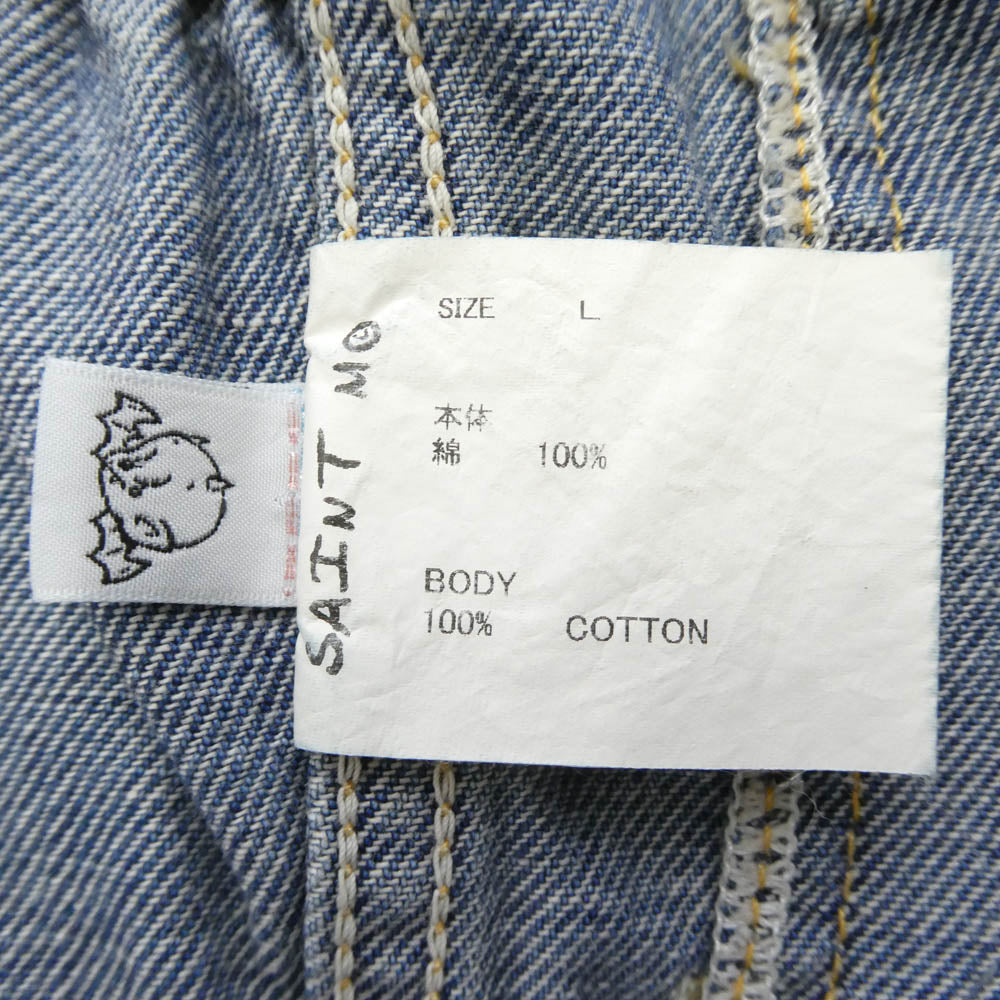 SIZE L
本体
綿 100%
BODY
100% COTTON
SAINT MO